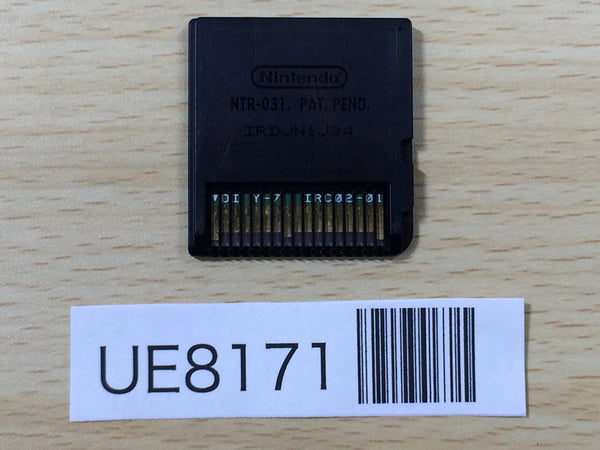 Nintendo
NTR-031. PAT. PEND.
IRDJN1J34
▼DI Y-7 IRC02-01
UE8171